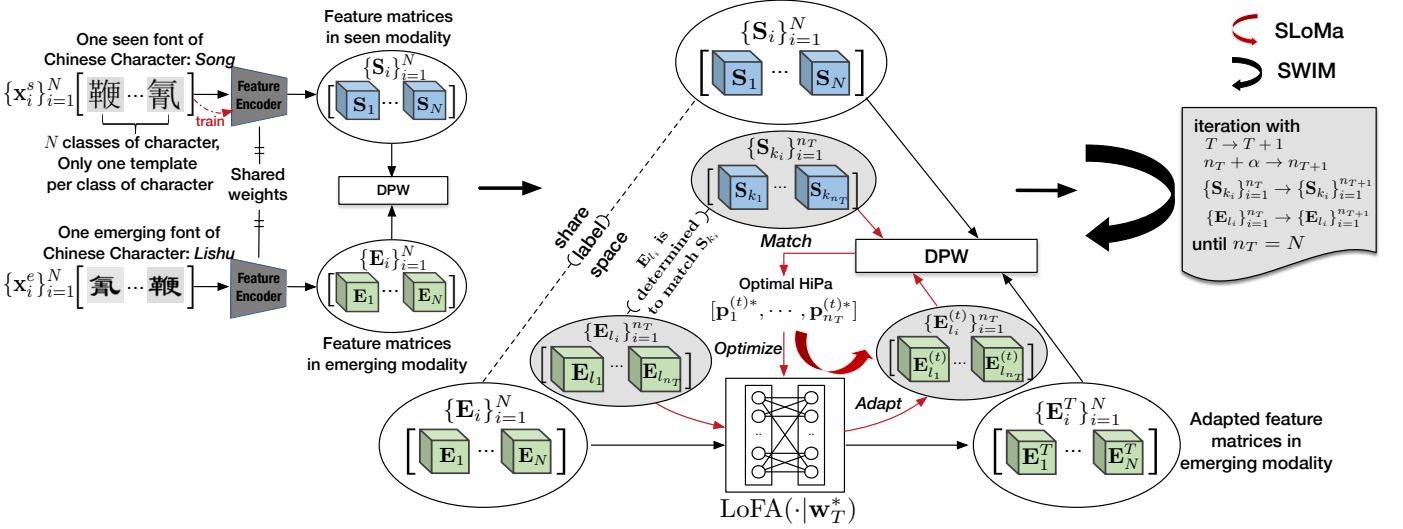 One seen font of
Chinese Character: Song
{x_i^s}_{i=1}^N [ 鞭 ... 氰 ]
train
N classes of character,
Only one template
per class of character
Feature
Encoder
Shared
weights
One emerging font of
Chinese Character: Lishu
{x_i^e}_{i=1}^N [ 氰 ... 鞭 ]
Feature
Encoder
Feature matrices
in seen modality
{S_i}_{i=1}^N
[ S_1 ... S_N ]
DPW
{E_i}_{i=1}^N
[ E_1 ... E_N ]
Feature matrices
in emerging modality
{S_i}_{i=1}^N
[ S_1 ... S_N ]
{S_{k_i}}_{i=1}^{n_T}
[ S_{k_1} ... S_{k_{n_T}} ]
share
(label)
space
E_{l_i} is
determined
to match S_{k_i}
Match
DPW
Optimal HiPa
[p_1^{(t)*}, ⋯ , p_{n_T}^{(t)*}]
Optimize
{E_{l_i}}_{i=1}^{n_T}
[ E_{l_1} ... E_{l_{n_T}} ]
{E_{l_i}^{(t)}}_{i=1}^{n_T}
[ E_{l_1}^{(t)} ... E_{l_{n_T}}^{(t)} ]
Adapt
{E_i}_{i=1}^N
[ E_1 ... E_N ]
.. ..
LoFA(·|w_T^*)
{E_i^T}_{i=1}^N
[ E_1^T ... E_N^T ]
Adapted feature
matrices in
emerging modality
SLoMa
SWIM
iteration with
T → T + 1
n_T + α → n_{T+1}
{S_{k_i}}_{i=1}^{n_T} → {S_{k_i}}_{i=1}^{n_{T+1}}
{E_{l_i}}_{i=1}^{n_T} → {E_{l_i}}_{i=1}^{n_{T+1}}
until n_T = N